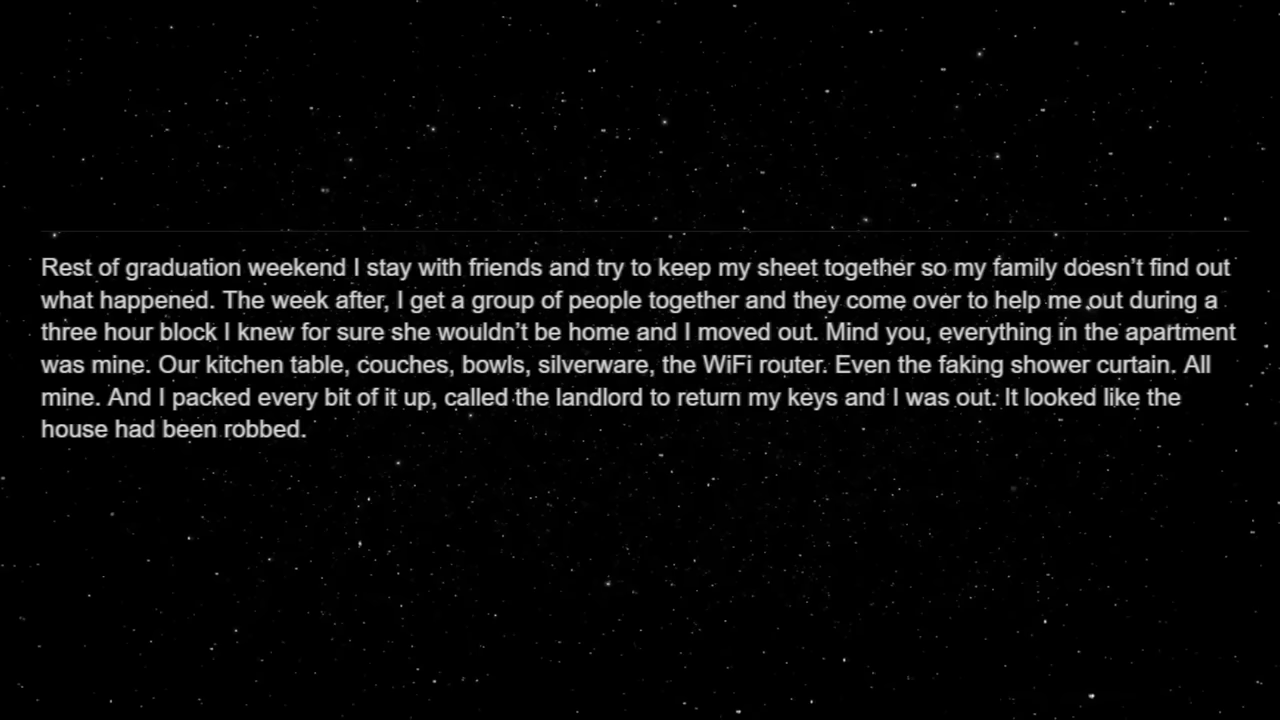 Rest of graduation weekend I stay with friends and try to keep my sheet together so my family doesn’t find out
what happened. The week after, I get a group of people together and they come over to help me out during a
three hour block I knew for sure she wouldn’t be home and I moved out. Mind you, everything in the apartment
was mine. Our kitchen table, couches, bowls, silverware, the WiFi router. Even the faking shower curtain. All
mine. And I packed every bit of it up, called the landlord to return my keys and I was out. It looked like the
house had been robbed.